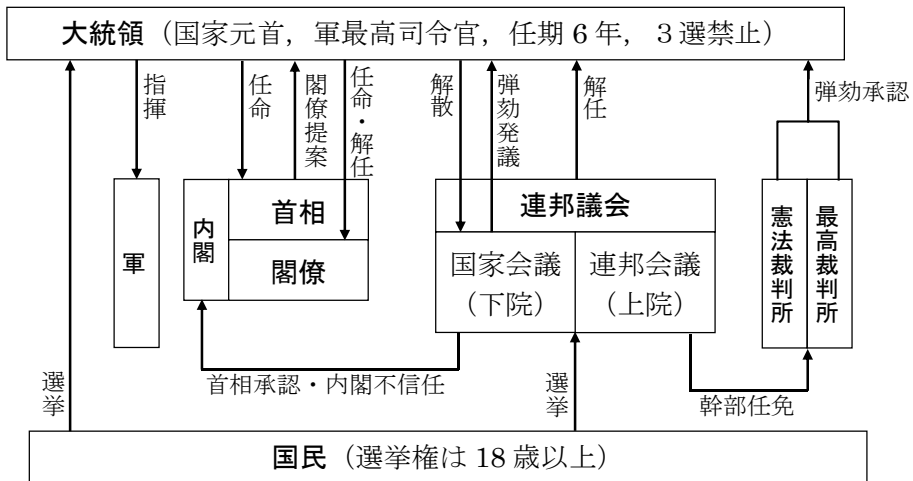 大統領（国家元首，軍最高司令官，任期 6 年，３選禁止）
指揮
任命
閣僚提案
任命・解任
解散
弾劾発議
解任
弾劾承認
軍
内閣
首相
閣僚
連邦議会
国家会議
（下院）
連邦会議
（上院）
憲法裁判所
最高裁判所
首相承認・内閣不信任
選挙
選挙
幹部任免
国民（選挙権は 18 歳以上）